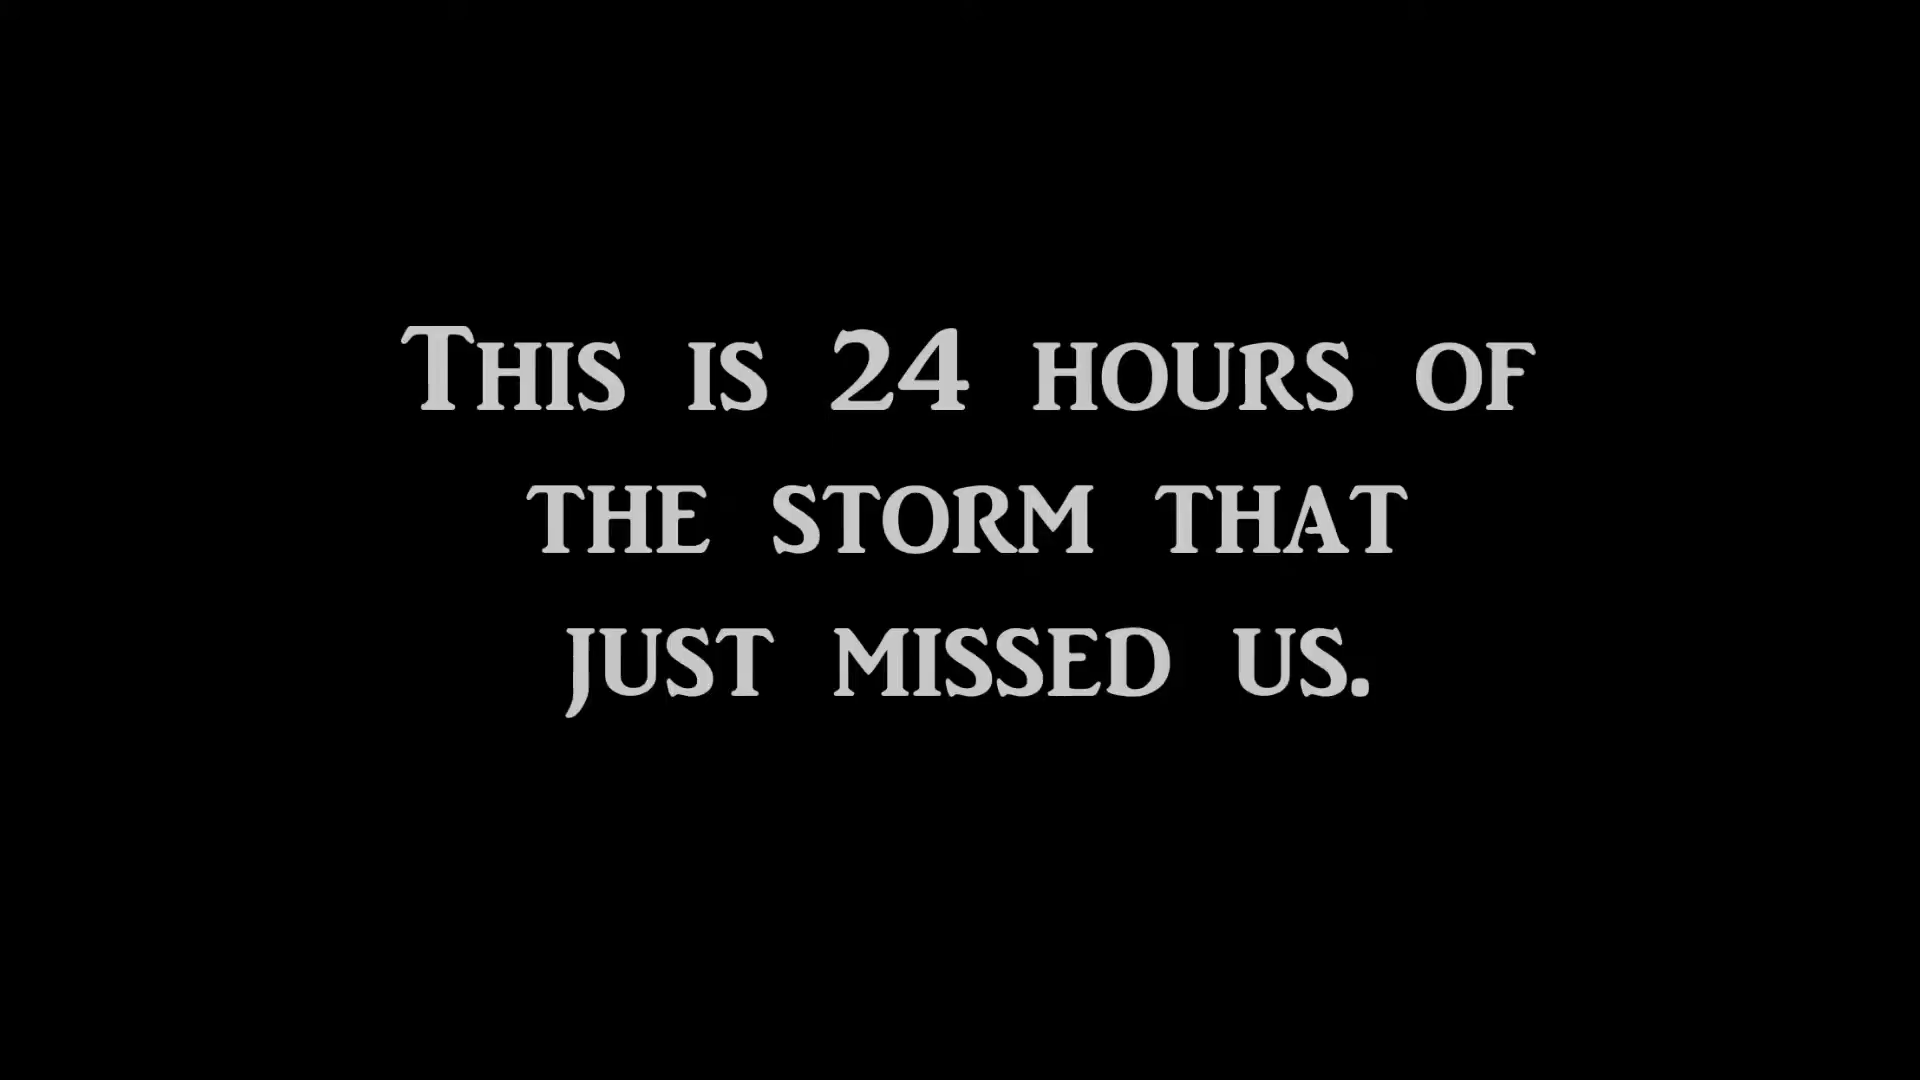 This is 24 hours of
the storm that
just missed us.